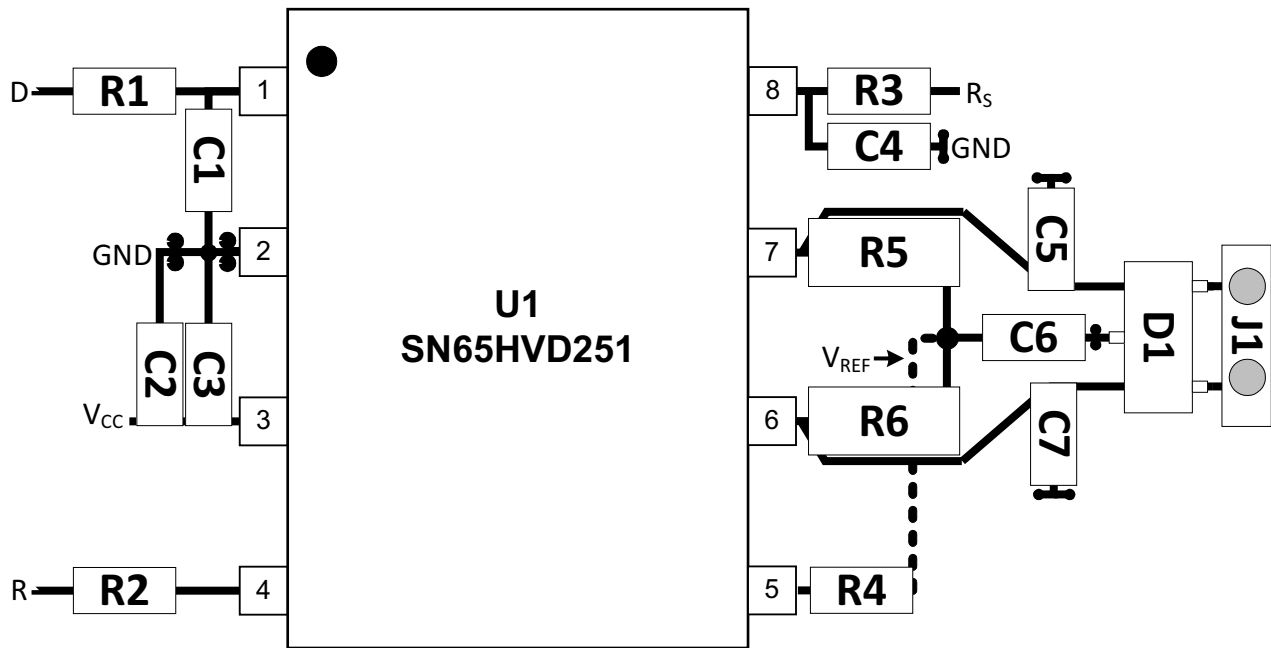 D
R1
1
8
R3
RS
C1
C4
GND
C5
GND
2
7
R5
U1
SN65HVD251
C6
D1
J1
VREF
C2
C3
VCC
3
6
R6
C7
R
R2
4
5
R4